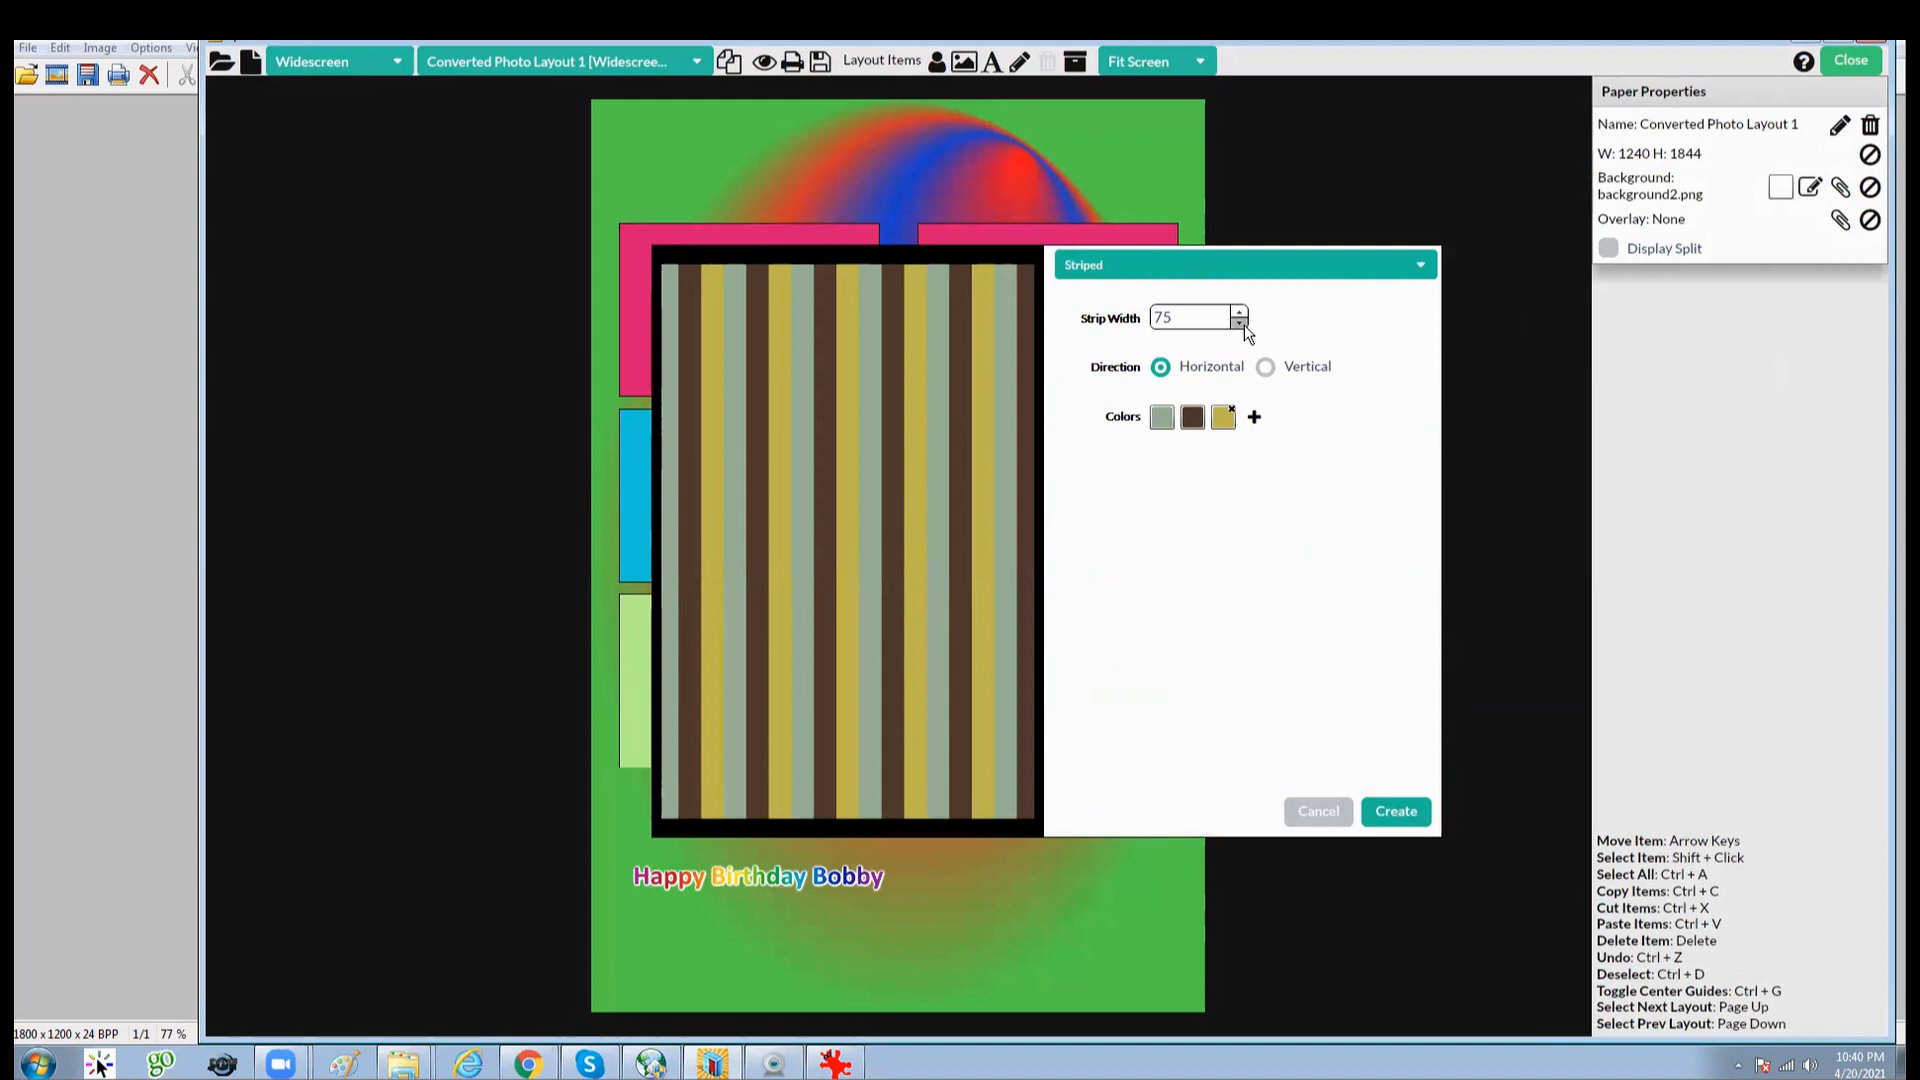 File Edit Image Options
Widescreen
Converted Photo Layout 1 [Widescree...
Layout Items
A
Fit Screen
Close
Paper Properties
Name: Converted Photo Layout 1
W: 1240 H: 1844
Background:
background2.png
Overlay: None
Display Split
Striped
Strip Width 75
Direction Horizontal Vertical
Colors
Cancel Create
Happy Birthday Bobby
Move Item: Arrow Keys
Select Item: Shift + Click
Select All: Ctrl + A
Copy Items: Ctrl + C
Cut Items: Ctrl + X
Paste Items: Ctrl + V
Delete Item: Delete
Undo: Ctrl + Z
Deselect: Ctrl + D
Toggle Center Guides: Ctrl + G
Select Next Layout: Page Up
Select Prev Layout: Page Down
1800 x 1200 x 24 BPP 1/1 77 %
go
10:40 PM
4/20/2021